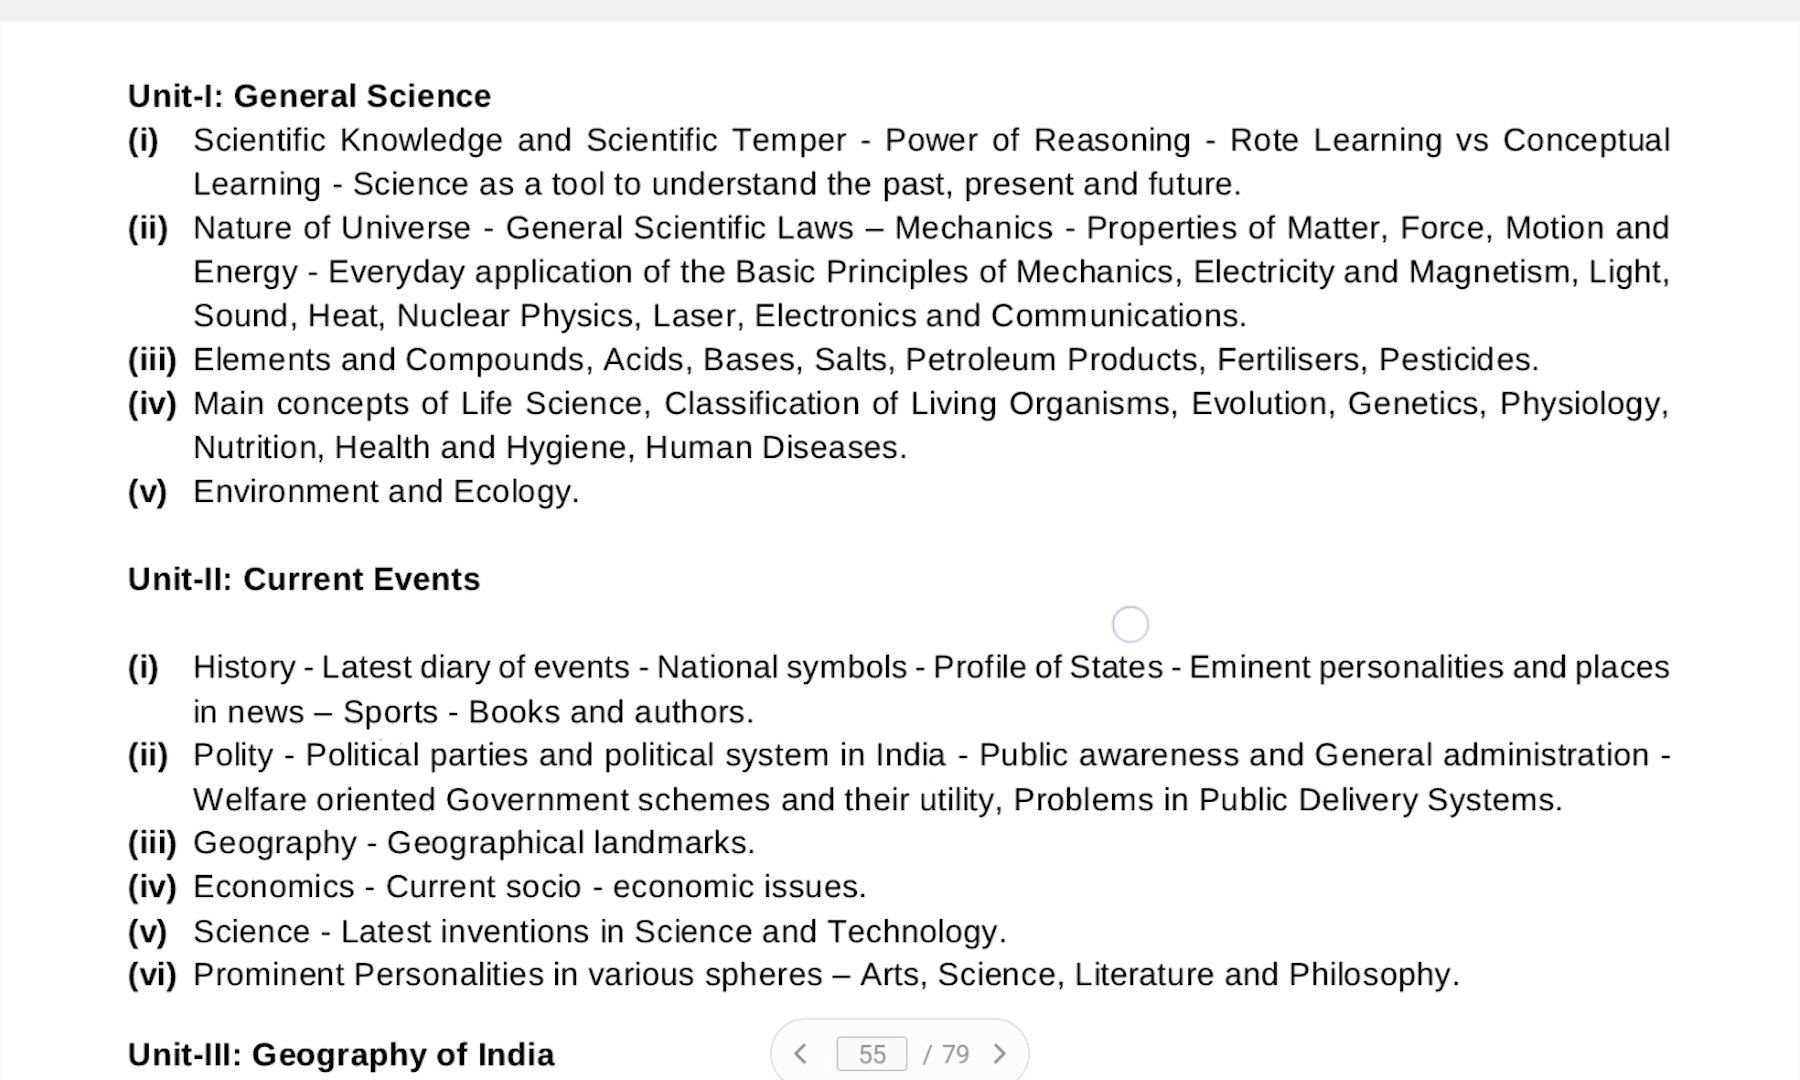 Unit-I: General Science
(i) Scientific Knowledge and Scientific Temper - Power of Reasoning - Rote Learning vs Conceptual
Learning - Science as a tool to understand the past, present and future.
(ii) Nature of Universe - General Scientific Laws – Mechanics - Properties of Matter, Force, Motion and
Energy - Everyday application of the Basic Principles of Mechanics, Electricity and Magnetism, Light,
Sound, Heat, Nuclear Physics, Laser, Electronics and Communications.
(iii) Elements and Compounds, Acids, Bases, Salts, Petroleum Products, Fertilisers, Pesticides.
(iv) Main concepts of Life Science, Classification of Living Organisms, Evolution, Genetics, Physiology,
Nutrition, Health and Hygiene, Human Diseases.
(v) Environment and Ecology.
Unit-II: Current Events
(i) History - Latest diary of events - National symbols - Profile of States - Eminent personalities and places
in news – Sports - Books and authors.
(ii) Polity - Political parties and political system in India - Public awareness and General administration -
Welfare oriented Government schemes and their utility, Problems in Public Delivery Systems.
(iii) Geography - Geographical landmarks.
(iv) Economics - Current socio - economic issues.
(v) Science - Latest inventions in Science and Technology.
(vi) Prominent Personalities in various spheres – Arts, Science, Literature and Philosophy.
Unit-III: Geography of India
55 / 79